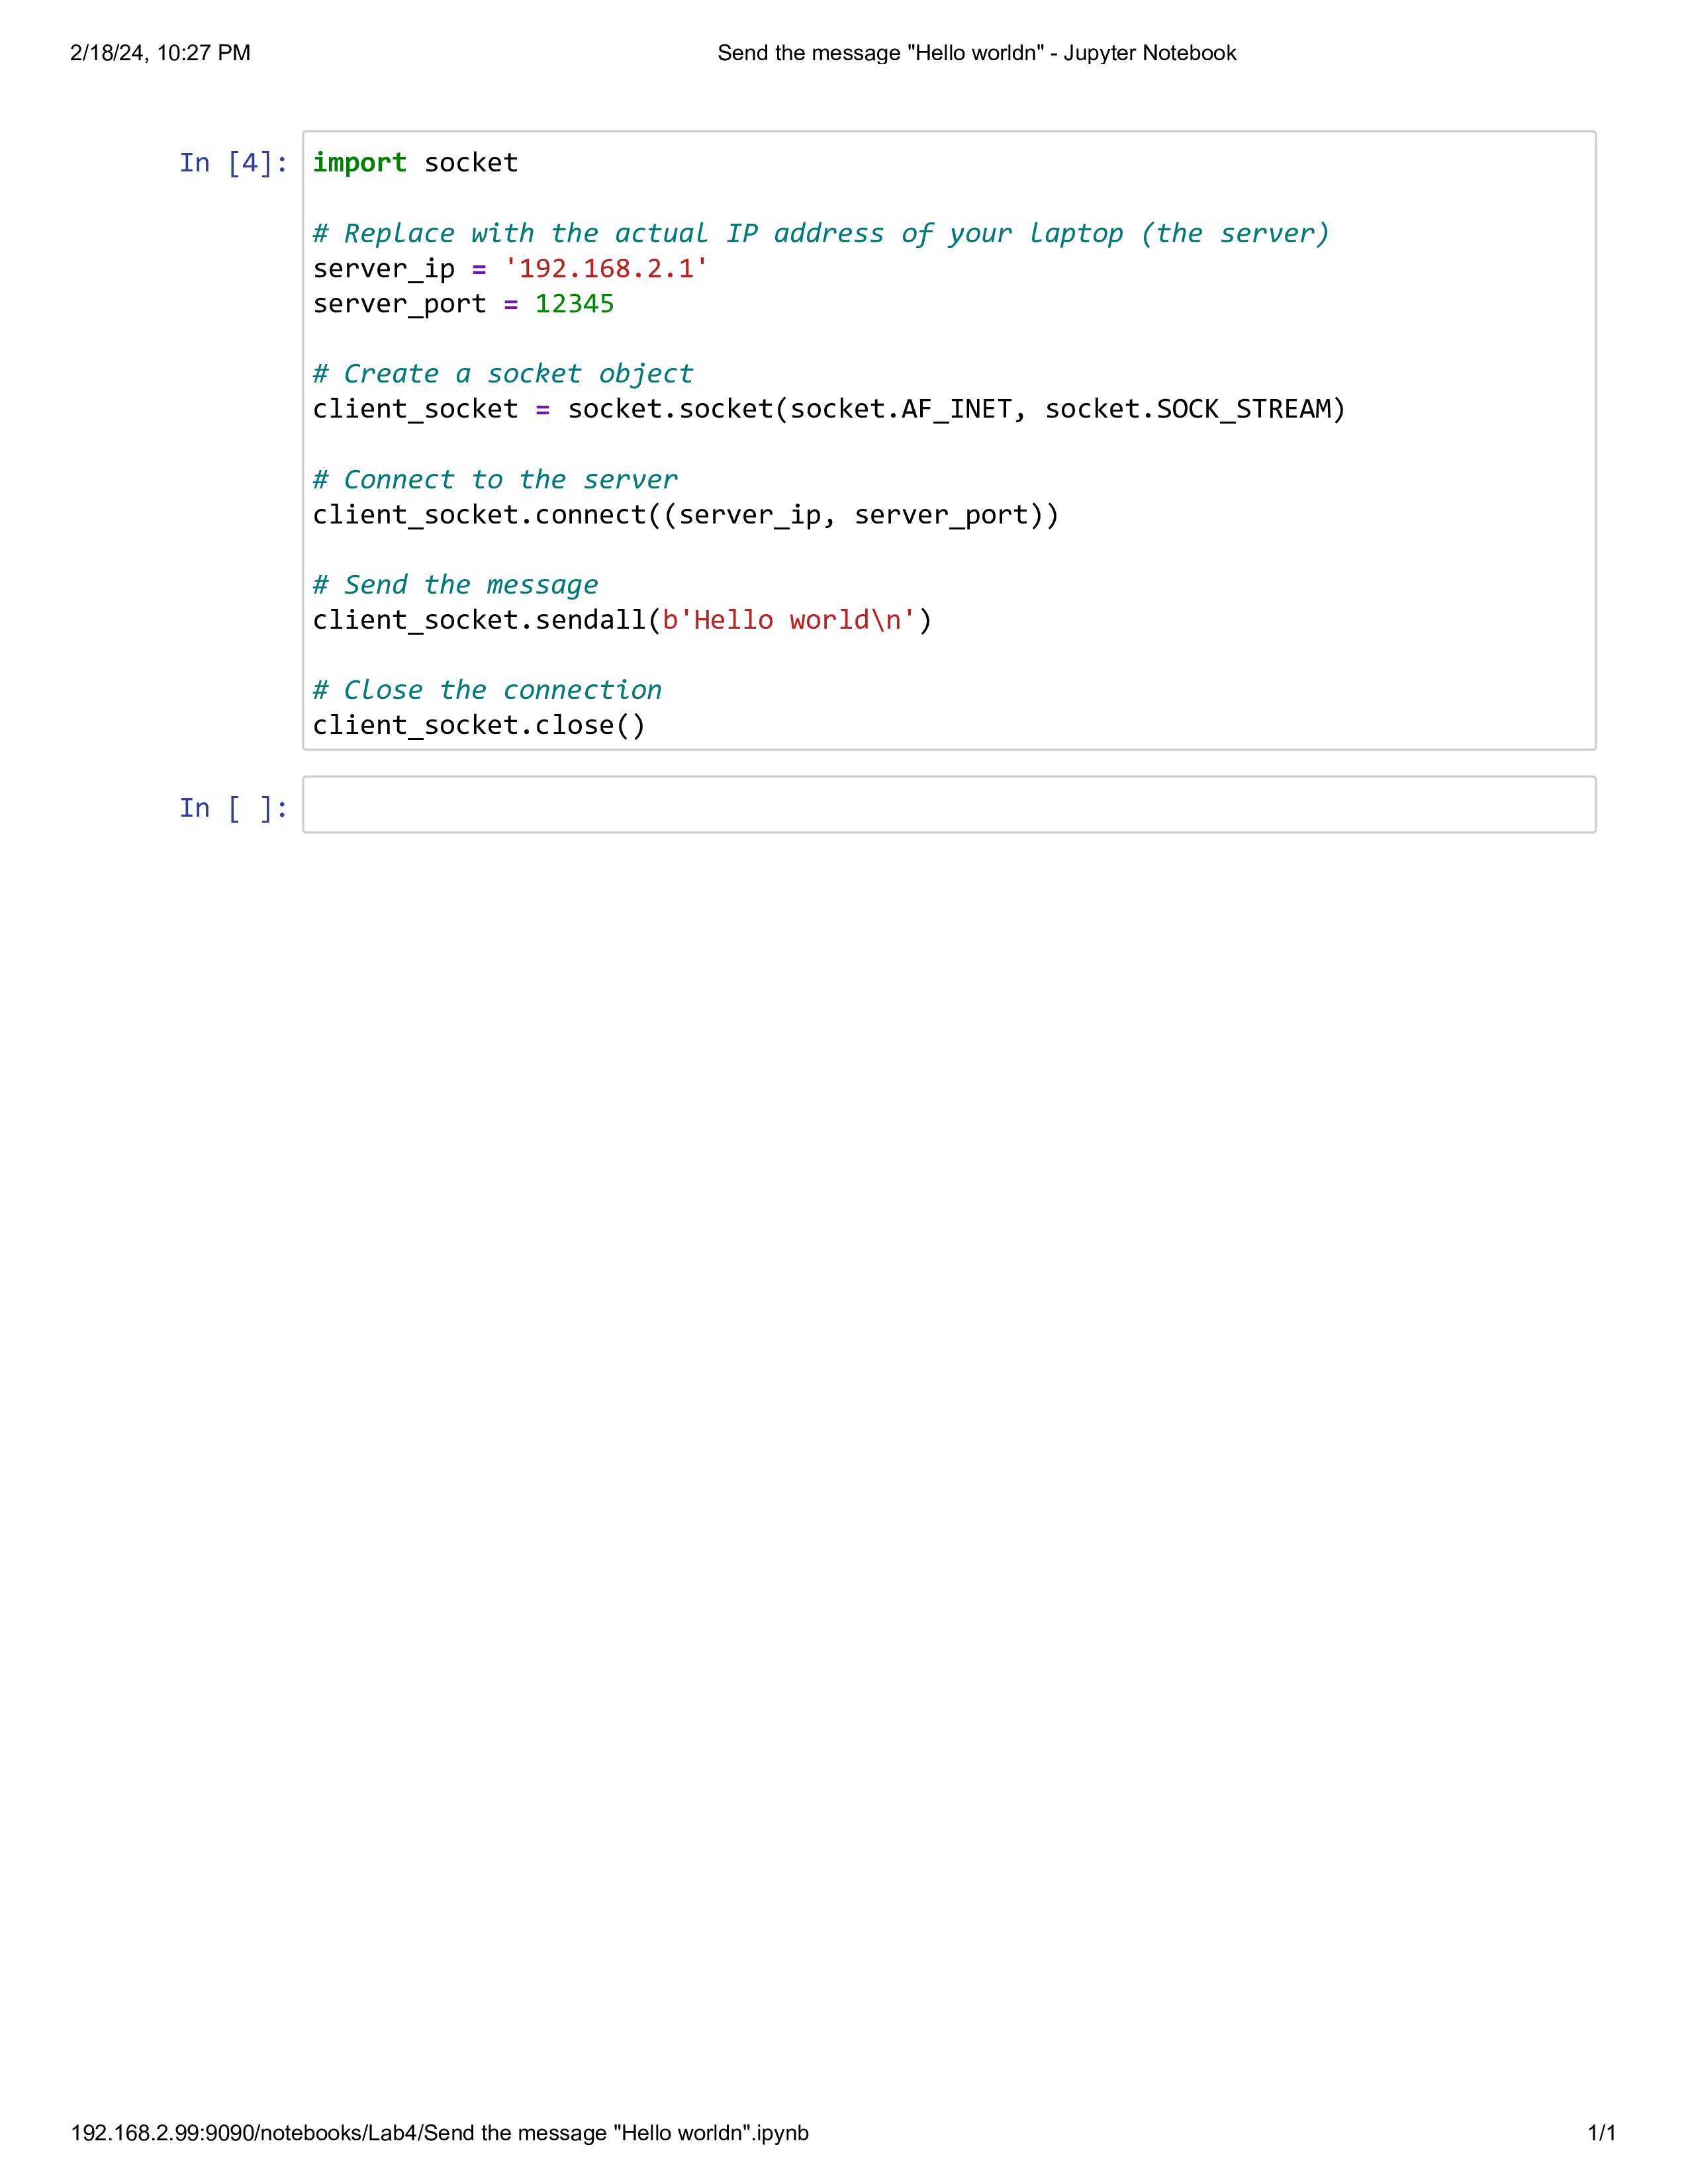 2/18/24, 10:27 PM
Send the message "Hello worldn" - Jupyter Notebook
In [4]:
import socket
# Replace with the actual IP address of your laptop (the server)
server_ip = '192.168.2.1'
server_port = 12345
# Create a socket object
client_socket = socket.socket(socket.AF_INET, socket.SOCK_STREAM)
# Connect to the server
client_socket.connect((server_ip, server_port))
# Send the message
client_socket.sendall(b'Hello world\n')
# Close the connection
client_socket.close()
In [ ]:
192.168.2.99:9090/notebooks/Lab4/Send the message "Hello worldn".ipynb
1/1